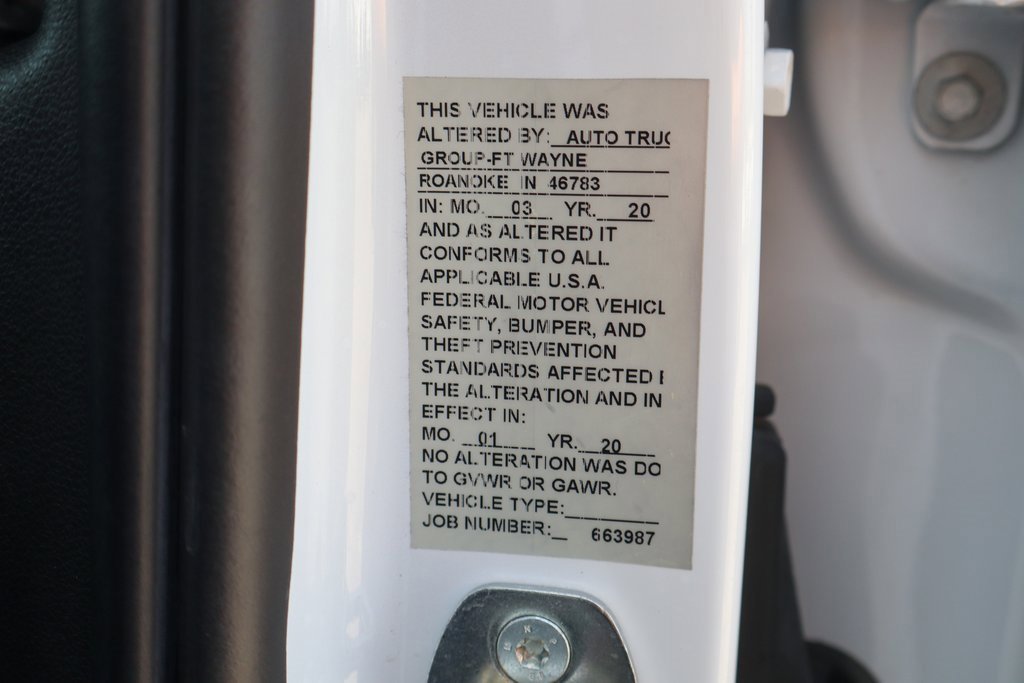 THIS VEHICLE WAS
ALTERED BY: AUTO TRUC
GROUP-FT WAYNE
ROANOKE IN 46783
IN: MO. 03 YR. 20
AND AS ALTERED IT
CONFORMS TO ALL
APPLICABLE U.S.A.
FEDERAL MOTOR VEHICL
SAFETY, BUMPER, AND
THEFT PREVENTION
STANDARDS AFFECTED
THE ALTERATION AND IN
EFFECT IN:
MO. 01 YR. 20
NO ALTERATION WAS DO
TO GVWR OR GAWR.
VEHICLE TYPE:
JOB NUMBER: 663987